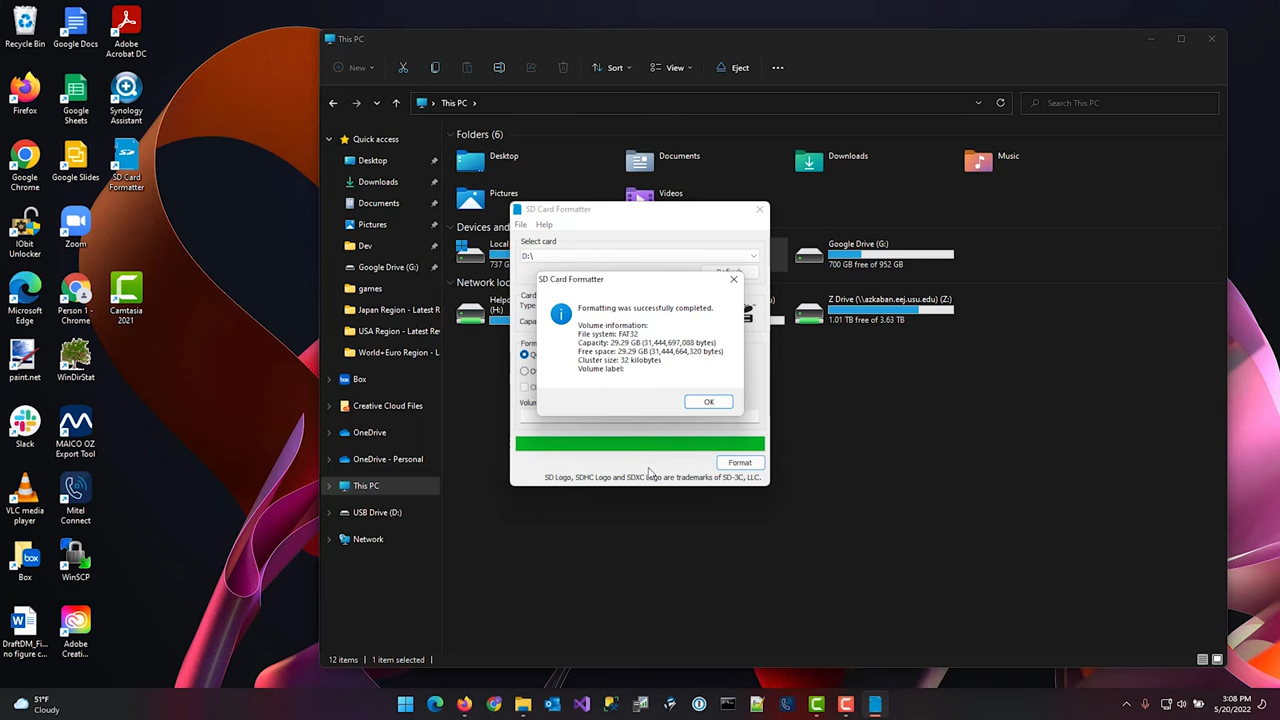 Recycle Bin
Google Docs
Adobe
Acrobat DC
Firefox
Google
Sheets
Synology
Assistant
Google
Chrome
Google Slides
SD Card
Formatter
IObit
Unlocker
Zoom
Microsoft
Edge
Person 1 -
Chrome
Camtasia
2021
paint.net
WinDirStat
Slack
MAICO OZ
Export Tool
VLC media
player
Mitel
Connect
Box
WinSCP
DraftDM_Fi...
no figure c...
Adobe
Creati...
This PC
New
Sort
View
Eject
This PC
Search This PC
Quick access
Desktop
Downloads
Documents
Pictures
Dev
Google Drive (G:)
games
Japan Region - Latest R
USA Region - Latest Re
World+Euro Region - L
Box
Creative Cloud Files
OneDrive
OneDrive - Personal
This PC
USB Drive (D:)
Network
Folders (6)
Desktop
Documents
Downloads
Music
Pictures
Videos
Devices and
Local
737 G
Google Drive (G:)
700 GB free of 952 GB
Network loc
Helpd
(H:)
Z Drive (\\azkaban.eej.usu.edu) (Z:)
1.01 TB free of 3.63 TB
12 items
1 item selected
SD Card Formatter
File Help
Select card
D:\
Refresh
Card
Type
Capa
Form
Volum
SD Card Formatter
Formatting was successfully completed.
Volume information:
File system: FAT32
Capacity: 29.29 GB (31,444,697,088 bytes)
Free space: 29.29 GB (31,444,664,320 bytes)
Cluster size: 32 kilobytes
Volume label:
OK
Format
SD Logo, SDHC Logo and SDXC Logo are trademarks of SD-3C, LLC.
51°F
Cloudy
3:08 PM
5/20/2022